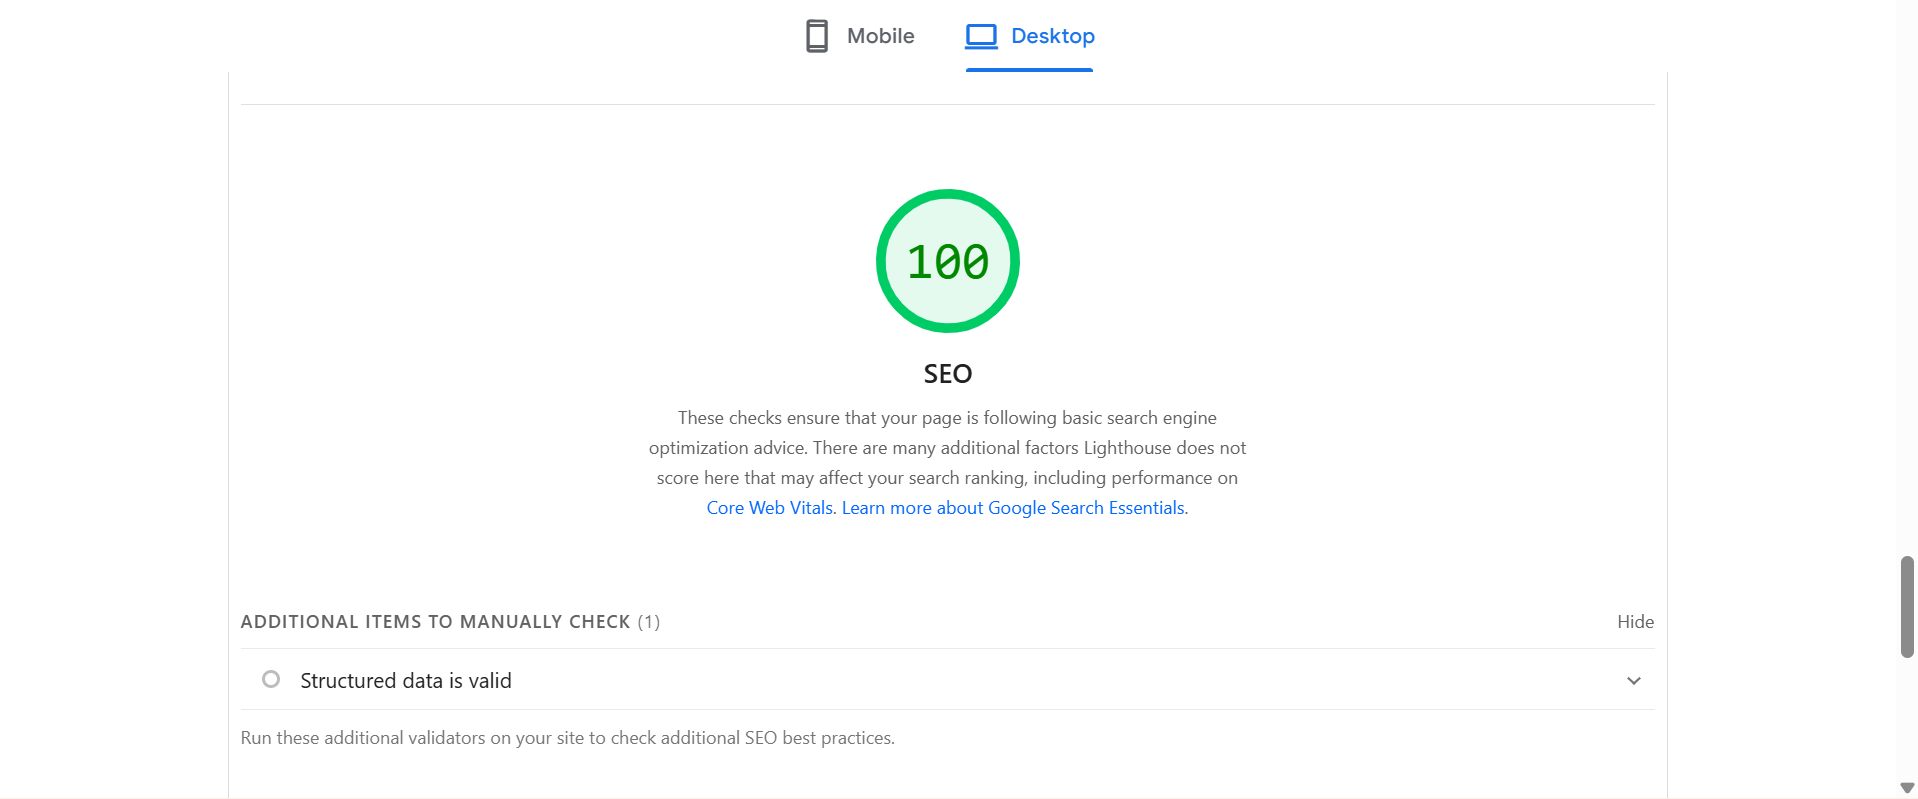 Mobile
Desktop
100
SEO
These checks ensure that your page is following basic search engine
optimization advice. There are many additional factors Lighthouse does not
score here that may affect your search ranking, including performance on
Core Web Vitals. Learn more about Google Search Essentials.
ADDITIONAL ITEMS TO MANUALLY CHECK (1)
Hide
Structured data is valid
Run these additional validators on your site to check additional SEO best practices.